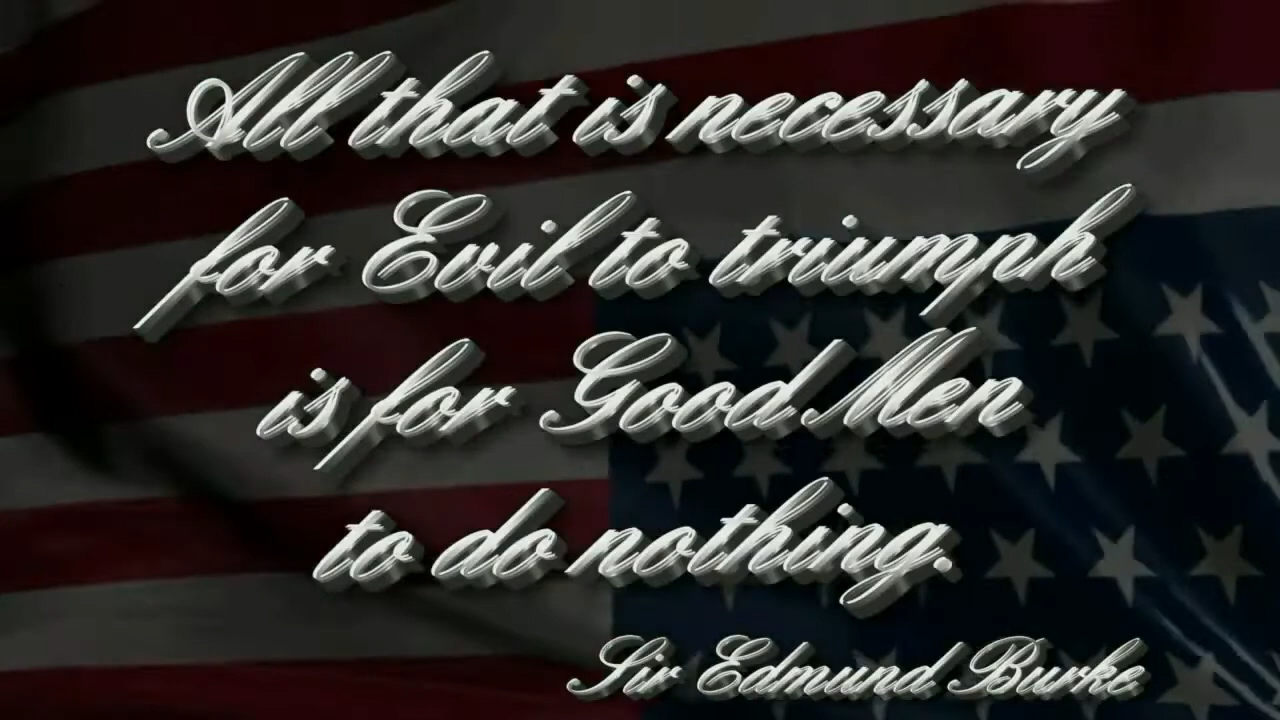 All that is necessary
for Evil to triumph
is for Good Men
to do nothing.
Sir Edmund Burke